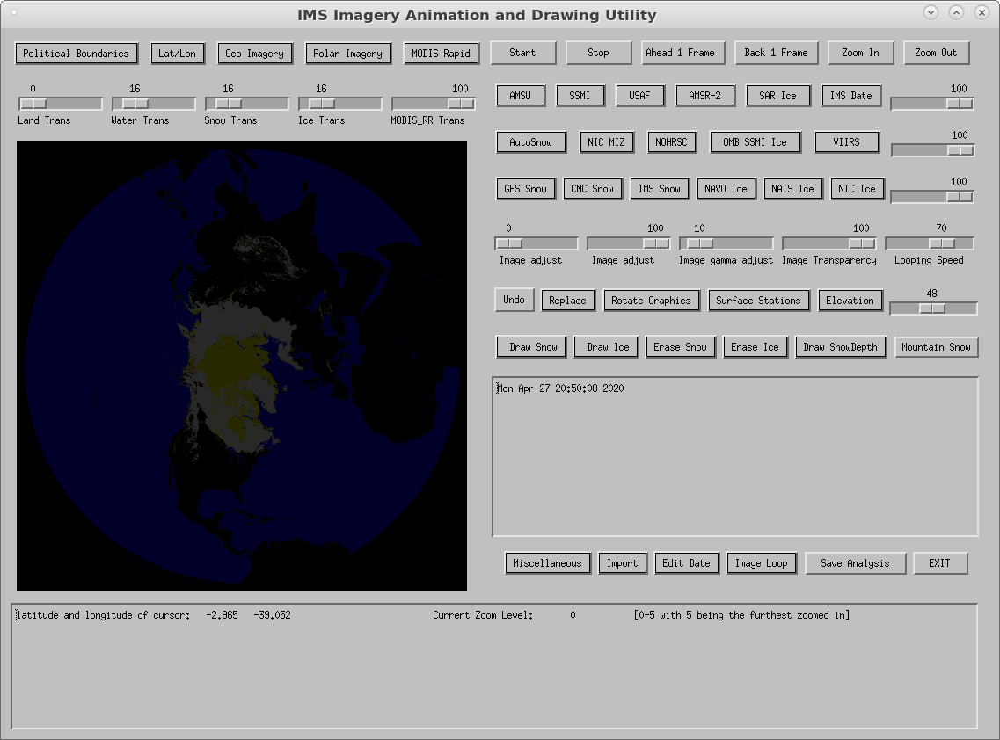 IMS Imagery Animation and Drawing Utility
Political Boundaries Lat/Lon Geo Imagery Polar Imagery MODIS Rapid Start Stop Ahead 1 Frame Back 1 Frame Zoom In Zoom Out
0 16 16 16 100 100
Land Trans Water Trans Snow Trans Ice Trans MODIS_RR Trans
AMSU SSMI USAF AMSR-2 SAR Ice IMS Date
100
AutoSnow NIC MIZ NOHRSC OMB SSMI Ice VIIRS
100
GFS Snow CMC Snow IMS Snow NAVO Ice NAIS Ice NIC Ice
0 100 10 100 70
Image adjust Image adjust Image gamma adjust Image Transparency Looping Speed
48
Undo Replace Rotate Graphics Surface Stations Elevation
Draw Snow Draw Ice Erase Snow Erase Ice Draw SnowDepth Mountain Snow
Mon Apr 27 20:50:08 2020
Miscellaneous Import Edit Date Image Loop Save Analysis EXIT
latitude and longitude of cursor: -2.965 -39.052 Current Zoom Level: 0 [0-5 with 5 being the furthest zoomed in]